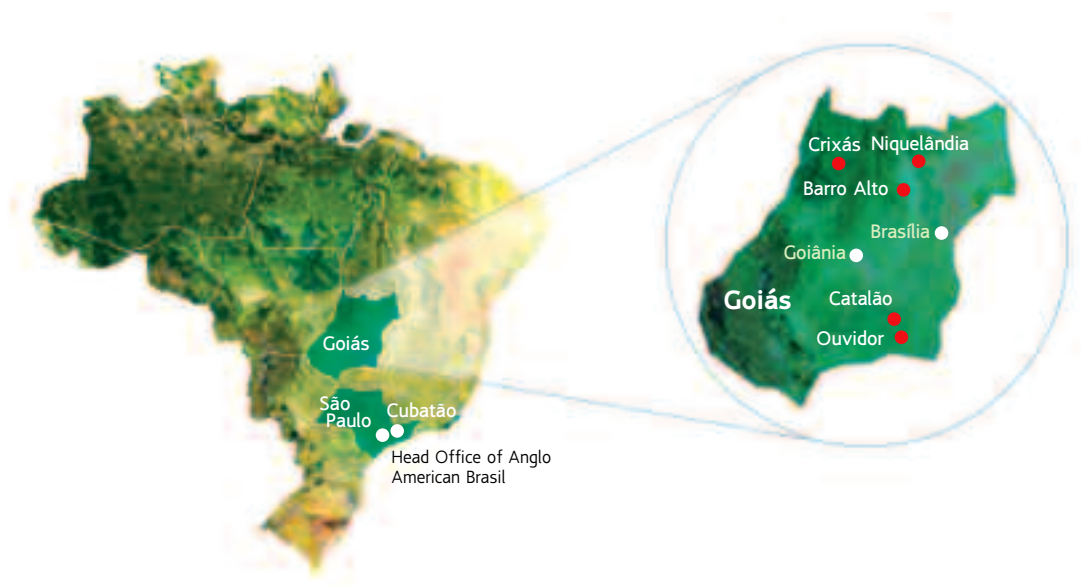 Goiás
São
Paulo
Cubatão
Head Office of Anglo
American Brasil
Crixás
Niquelândia
Barro Alto
Brasília
Goiânia
Goiás
Catalão
Ouvidor